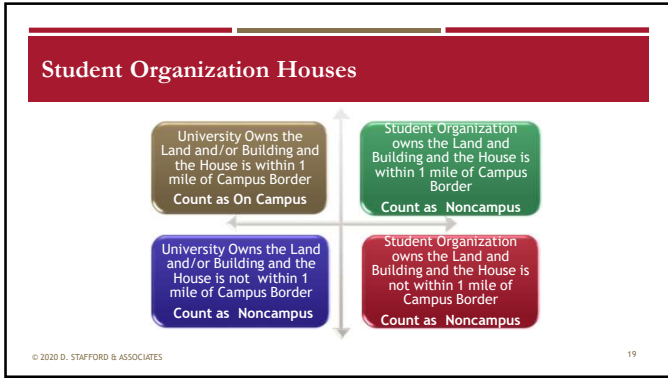 Student Organization Houses
University Owns the
Land and/or Building and
the House is within 1
mile of Campus Border
Count as On Campus
Student Organization
owns the Land and
Building and the House is
within 1 mile of Campus
Border
Count as Noncampus
University Owns the Land
and/or Building and the
House is not within 1
mile of Campus Border
Count as Noncampus
Student Organization
owns the Land and
Building and the House is
not within 1 mile of
Campus Border
Count as Noncampus
© 2020 D. STAFFORD & ASSOCIATES
19